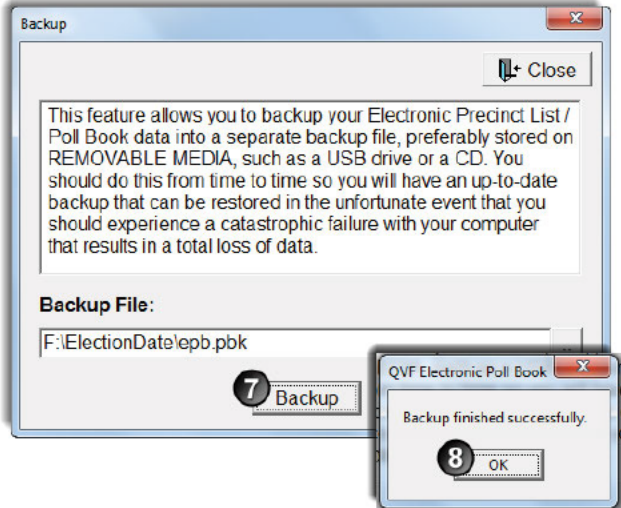 Backup
Close
This feature allows you to backup your Electronic Precinct List /
Poll Book data into a separate backup file, preferably stored on
REMOVABLE MEDIA, such as a USB drive or a CD. You
should do this from time to time so you will have an up-to-date
backup that can be restored in the unfortunate event that you
should experience a catastrophic failure with your computer
that results in a total loss of data.
Backup File:
F:\ElectionDate\epb.pbk
7 Backup
QVF Electronic Poll Book
Backup finished successfully.
8 OK